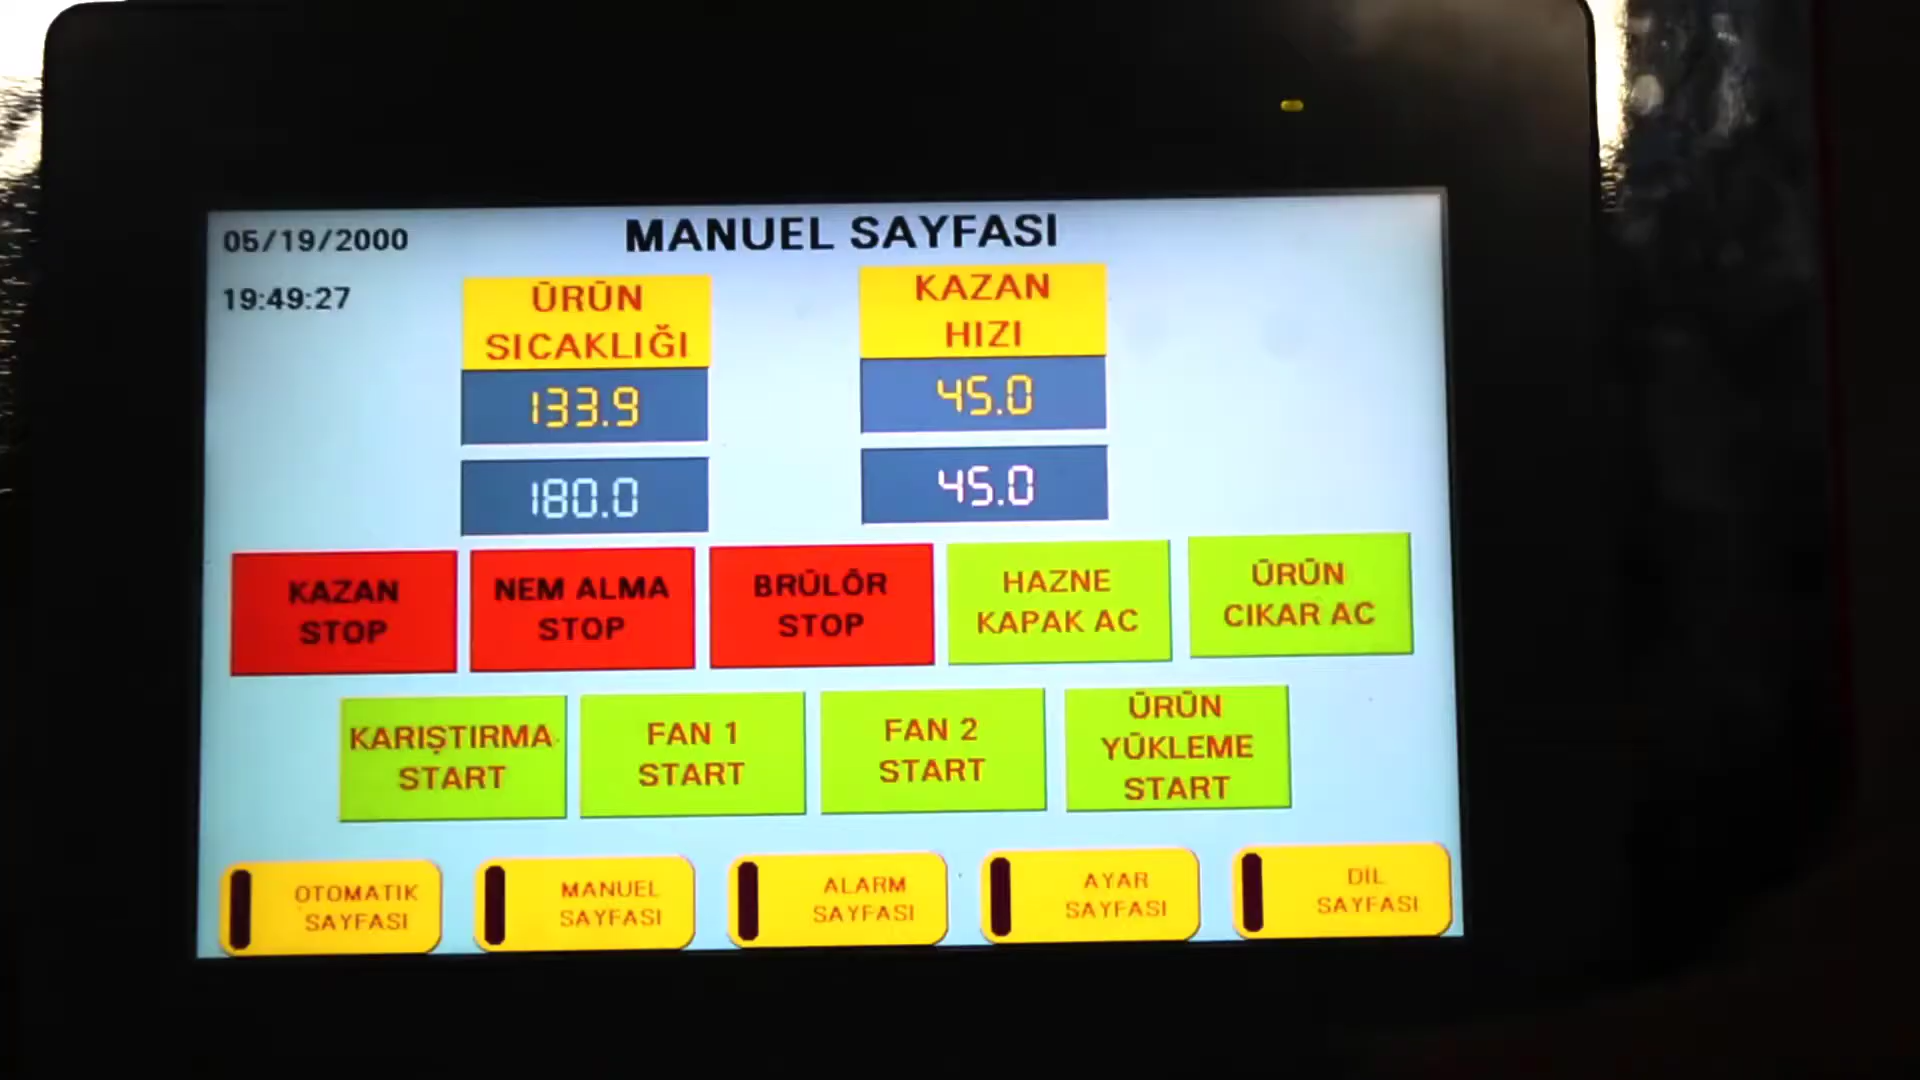 05/19/2000
MANUEL SAYFASI
19:49:27
ÜRÜN
SICAKLIĞI
133.9
180.0
KAZAN
HIZI
45.0
45.0
KAZAN
STOP
NEM ALMA
STOP
BRÜLÖR
STOP
HAZNE
KAPAK AC
ÜRÜN
CIKAR AC
KARIŞTIRMA
START
FAN 1
START
FAN 2
START
ÜRÜN
YÜKLEME
START
OTOMATIK
SAYFASI
MANUEL
SAYFASI
ALARM
SAYFASI
AYAR
SAYFASI
DİL
SAYFASI